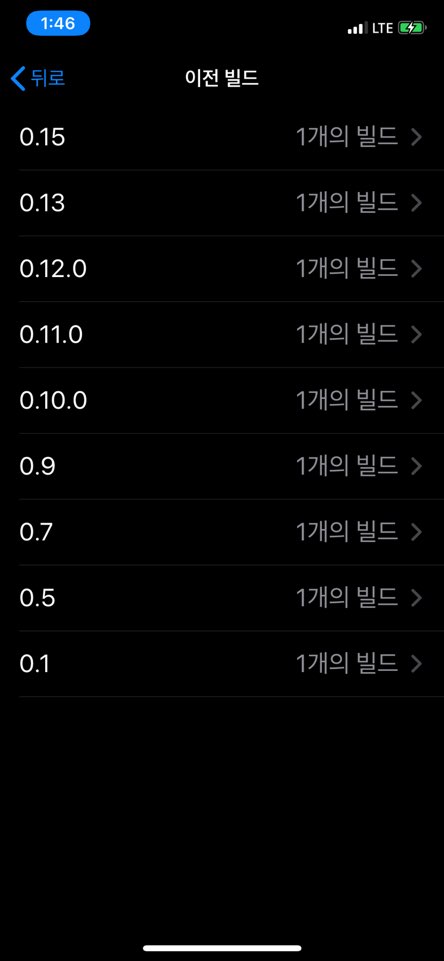 1:46 LTE
뒤로 이전 빌드
0.15 1개의 빌드
0.13 1개의 빌드
0.12.0 1개의 빌드
0.11.0 1개의 빌드
0.10.0 1개의 빌드
0.9 1개의 빌드
0.7 1개의 빌드
0.5 1개의 빌드
0.1 1개의 빌드